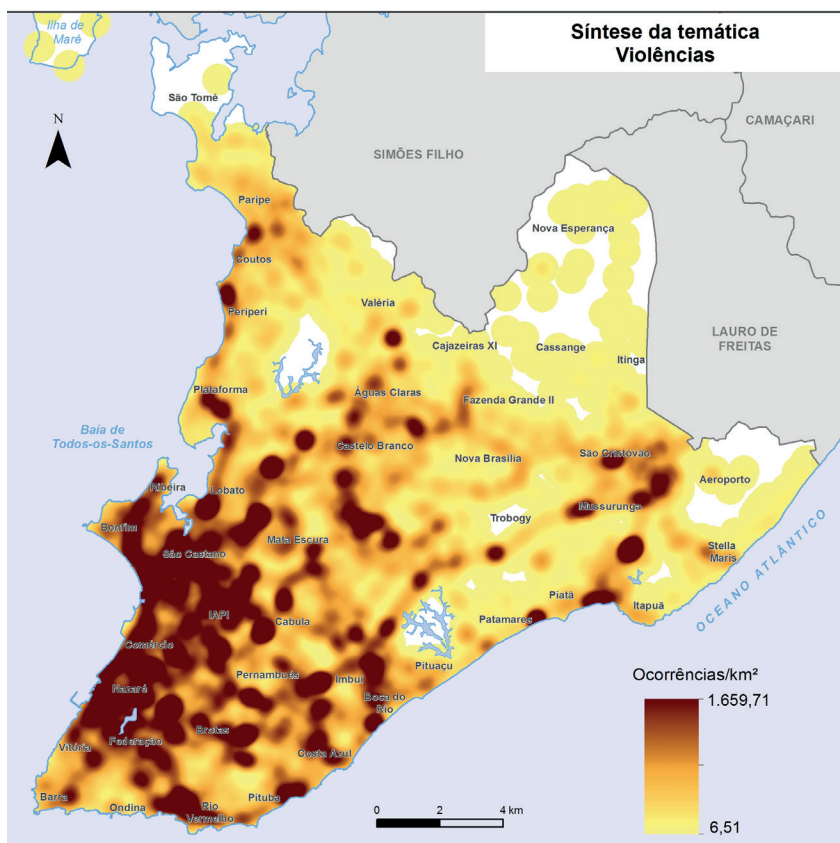 Síntese da temática
Violências
Ilha de
Maré
São Tomé
N
CAMAÇARI
SIMÕES FILHO
Paripe
Nova Esperança
Coutos
Valéria
Periperi
LAURO DE
FREITAS
Cajazeiras XI
Cassange
Itinga
Plataforma
Águas Claras
Fazenda Grande II
Baía de
Todos-os-Santos
Castelo Branco
Nova Brasília
São Cristóvão
Aeroporto
Ribeira
Lobato
Mussurunga
Bonfim
Trobogy
Mata Escura
São Caetano
Stella
Maris
OCEANO ATLÂNTICO
Piatã
Itapuã
IAPI
Cabula
Patamares
Comércio
Pituaçu
Pernambués
Imbuí
Nazaré
Boca do
Rio
Ocorrências/km²
1.659,71
Brotas
Federação
Vitória
Costa Azul
Barra
Ondina
Rio
Vermelho
Pituba
0 2 4 km
6,51